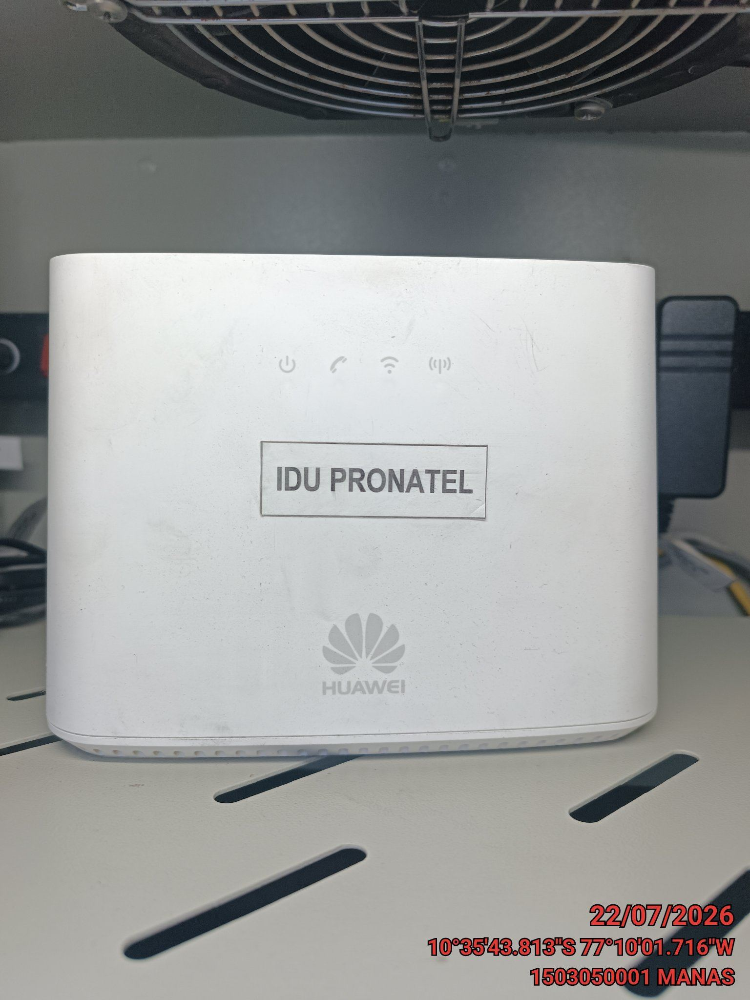 IDU PRONATEL
HUAWEI
22/07/2026
10°35'43.813"S 77°10'01.716"W
1503050001 MANAS